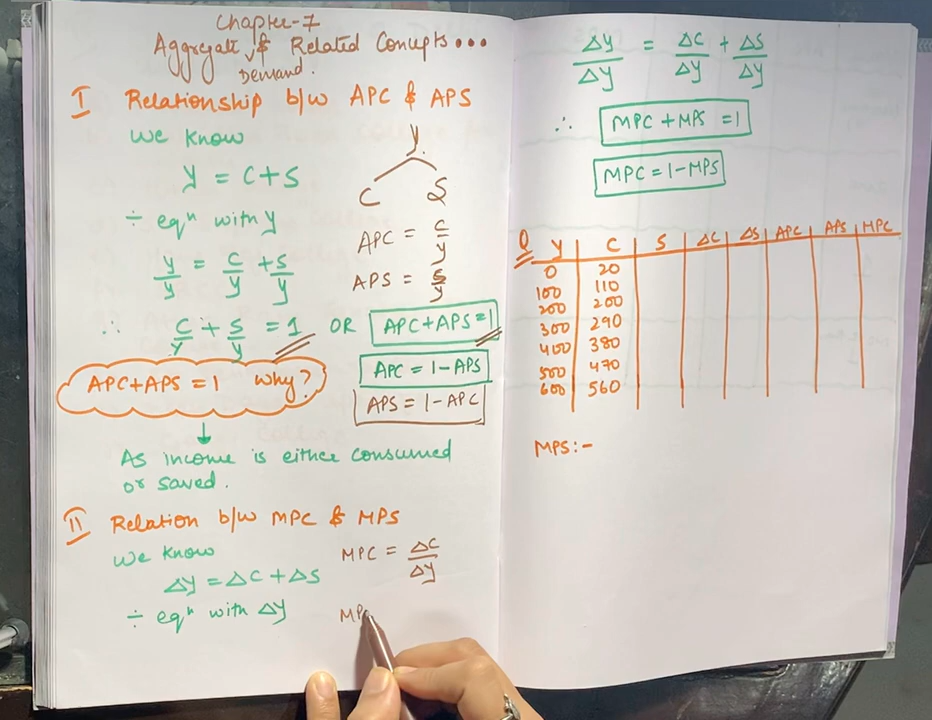 Chapter-7
Aggregate & Related Concepts...
Demand.
I Relationship b/w APC & APS
We know
y = C+S
÷ eqⁿ with y
y/y = C/y + S/y
∴ C/y + S/y = 1 OR APC+APS=1
APC+APS = 1 why?
As income is either consumed
or saved.
y
C S
APC = C/y
APS = S/y
APC = 1-APS
APS = 1-APC
II Relation b/w MPC & MPS
We know
Δy = ΔC + ΔS
÷ eqⁿ with Δy
MPC = ΔC/Δy
MP
Δy/Δy = ΔC/Δy + ΔS/Δy
∴ MPC + MPS = 1
MPC = 1-MPS
Q y C S ΔC ΔS APC APS MPC
0 20
100 110
200 200
300 290
400 380
500 470
600 560
MPS:-